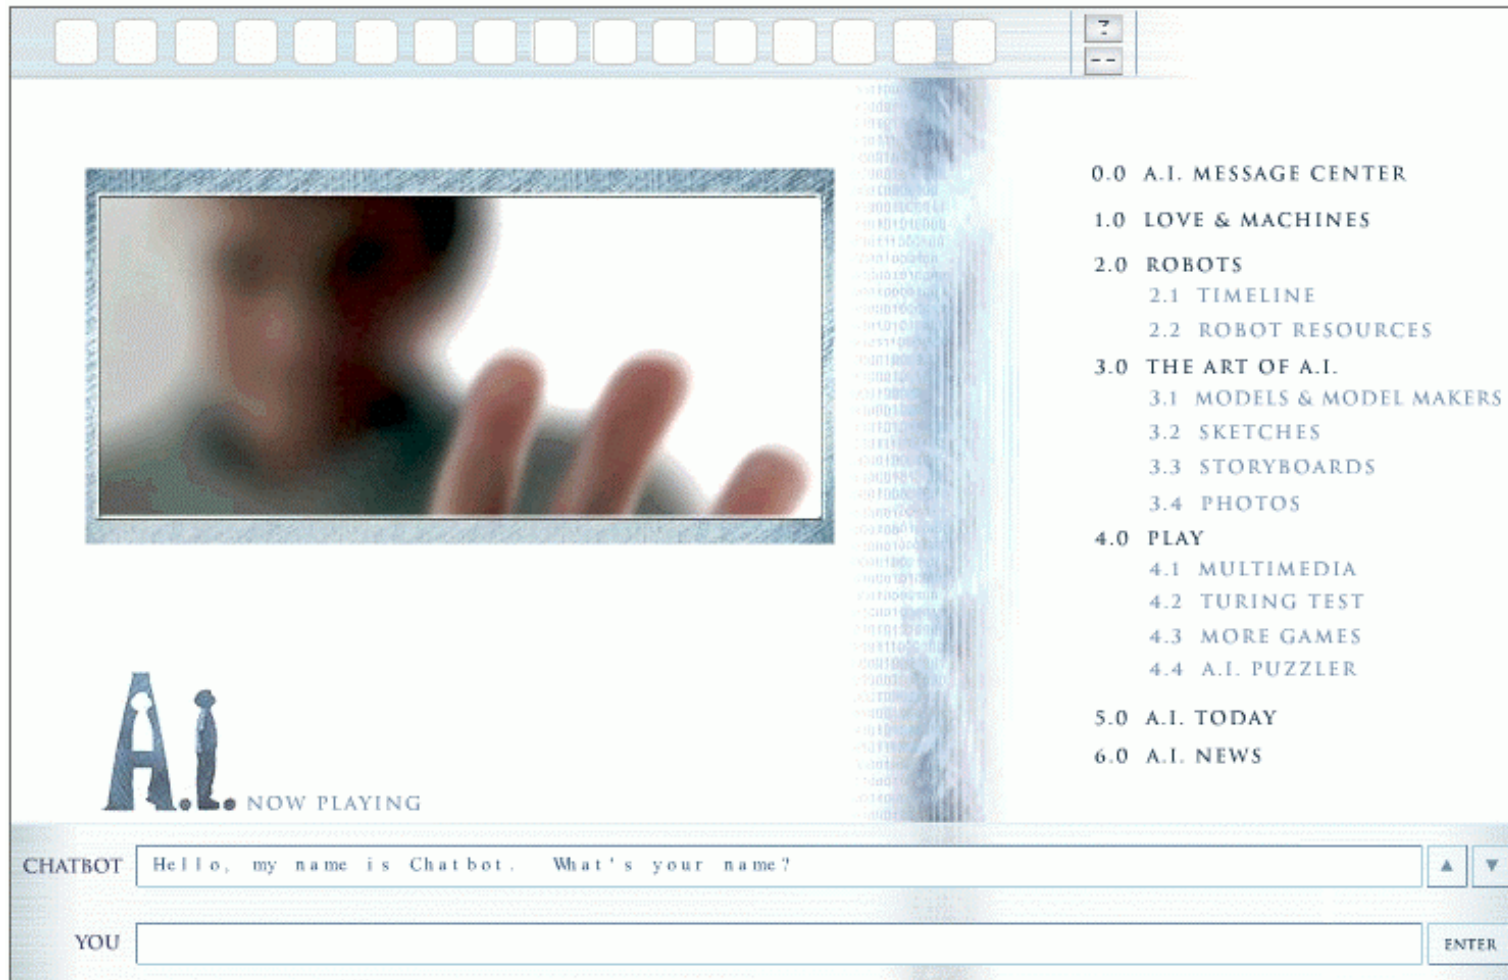 ?
--
0.0 A.I. MESSAGE CENTER
1.0 LOVE & MACHINES
2.0 ROBOTS
2.1 TIMELINE
2.2 ROBOT RESOURCES
3.0 THE ART OF A.I.
3.1 MODELS & MODEL MAKERS
3.2 SKETCHES
3.3 STORYBOARDS
3.4 PHOTOS
4.0 PLAY
4.1 MULTIMEDIA
4.2 TURING TEST
4.3 MORE GAMES
4.4 A.I. PUZZLER
5.0 A.I. TODAY
6.0 A.I. NEWS
A.I. NOW PLAYING
CHATBOT Hello, my name is Chatbot. What's your name?
YOU ENTER